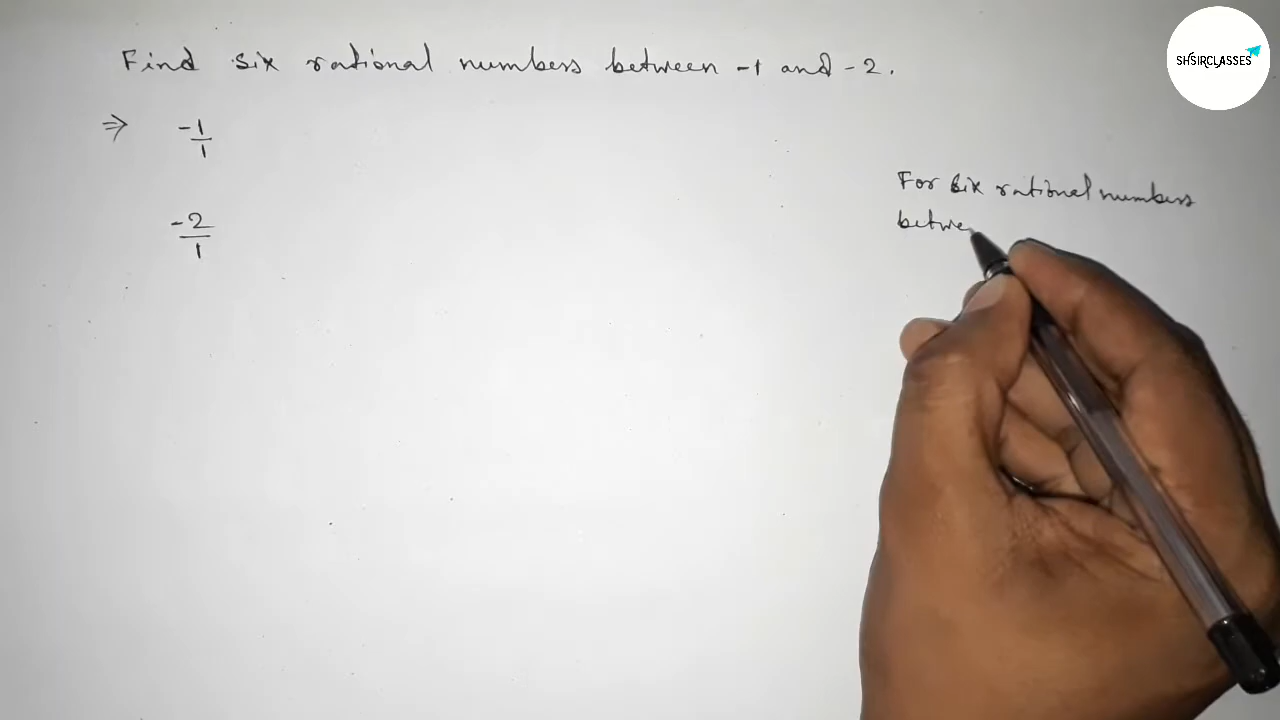 Find six rational numbers between -1 and -2.
⇒ -1/1
-2/1
For six rational numbers
betwe
SHSIRCLASSES